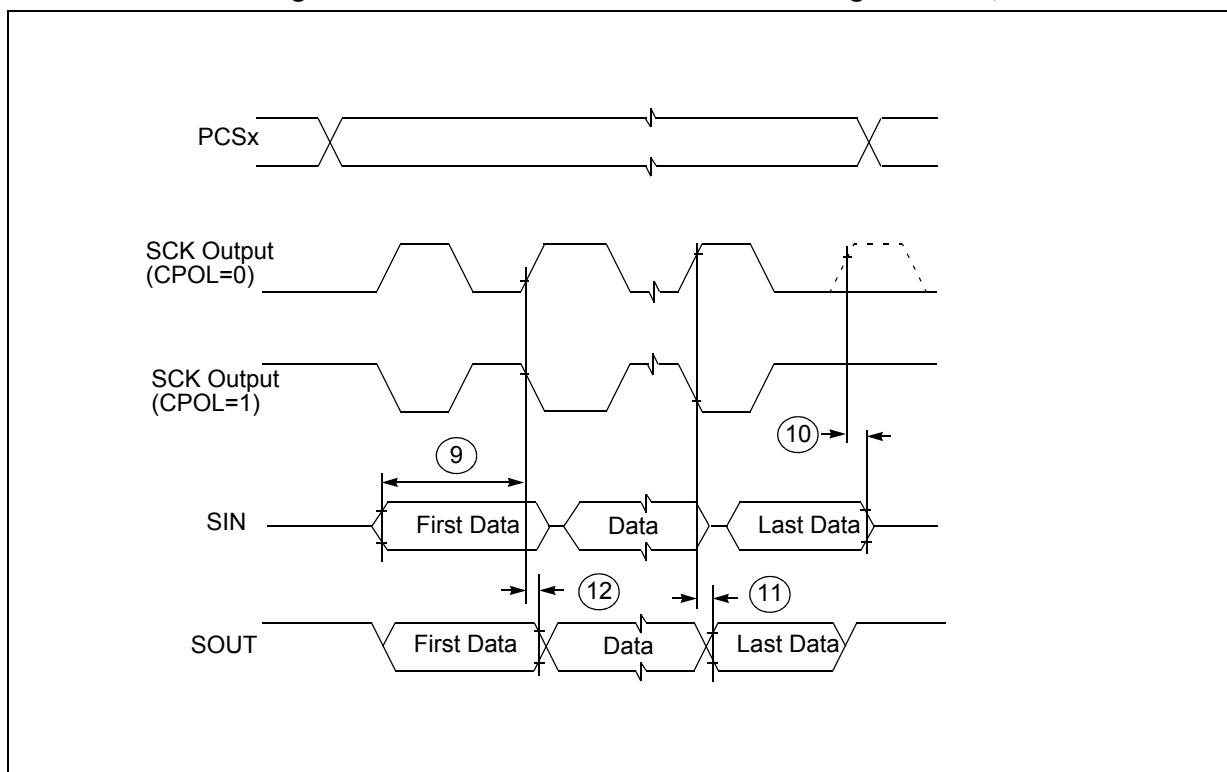 PCSx
SCK Output
(CPOL=0)
SCK Output
(CPOL=1)
10
9
SIN
First Data
Data
Last Data
12
11
SOUT
First Data
Data
Last Data